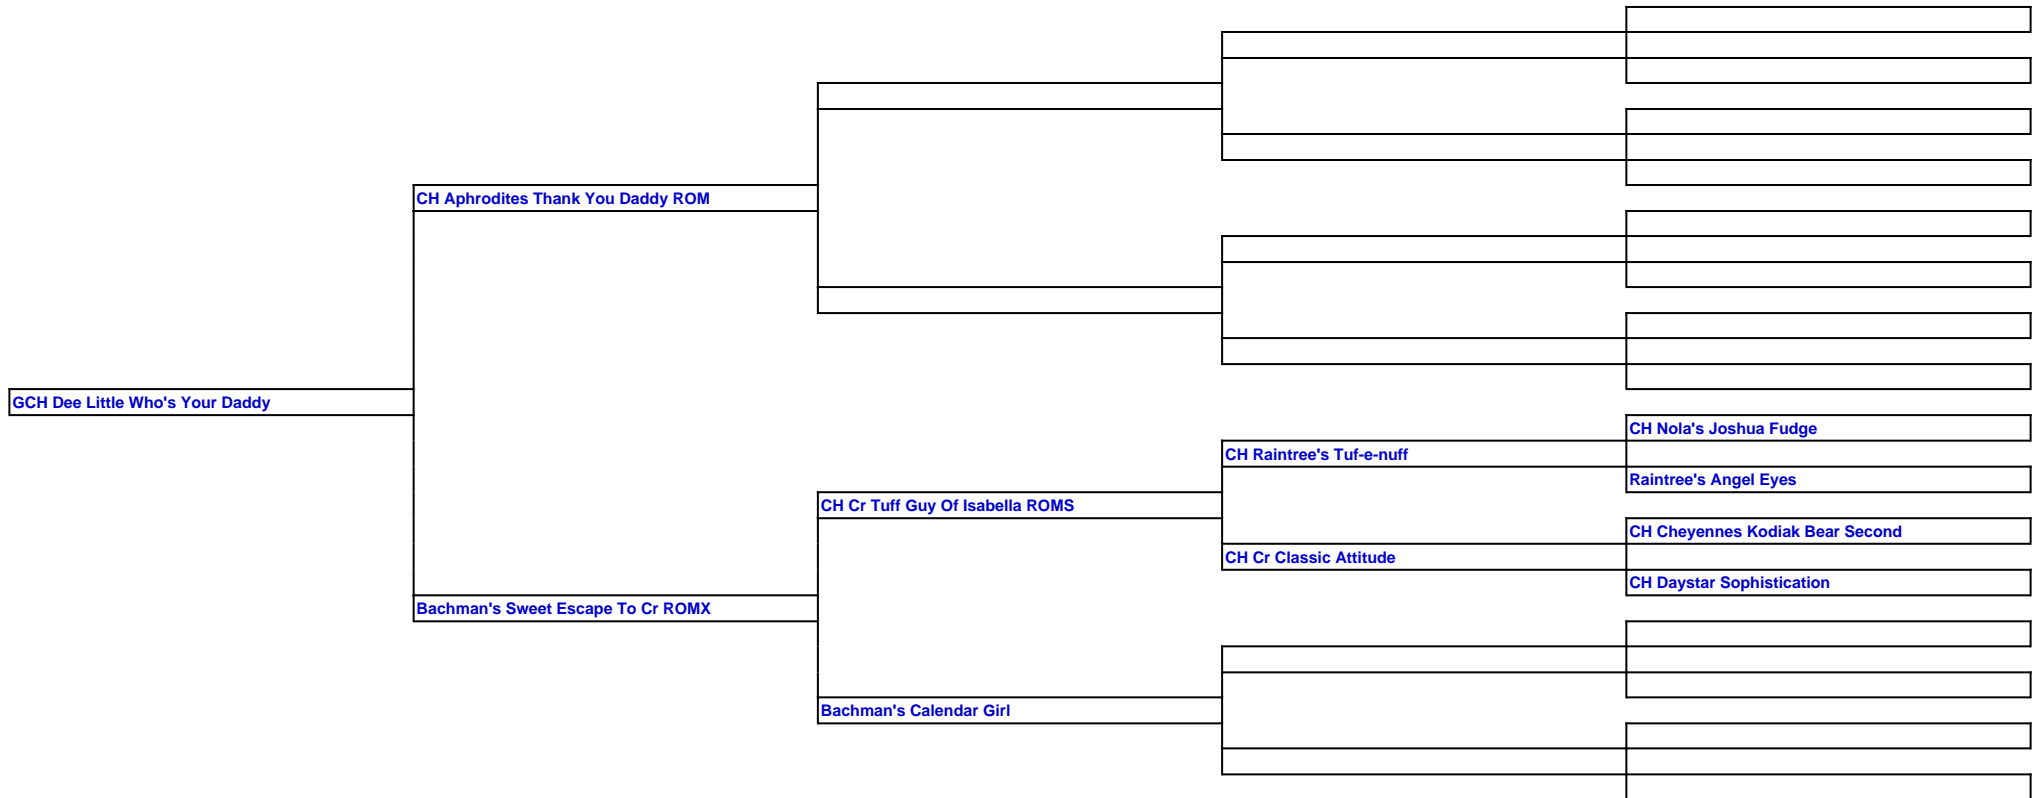 CH Aphrodites Thank You Daddy ROM
GCH Dee Little Who's Your Daddy
CH Nola's Joshua Fudge
CH Raintree's Tuf-e-nuff
Raintree's Angel Eyes
CH Cr Tuff Guy Of Isabella ROMS
CH Cheyennes Kodiak Bear Second
CH Cr Classic Attitude
CH Daystar Sophistication
Bachman's Sweet Escape To Cr ROMX
Bachman's Calendar Girl